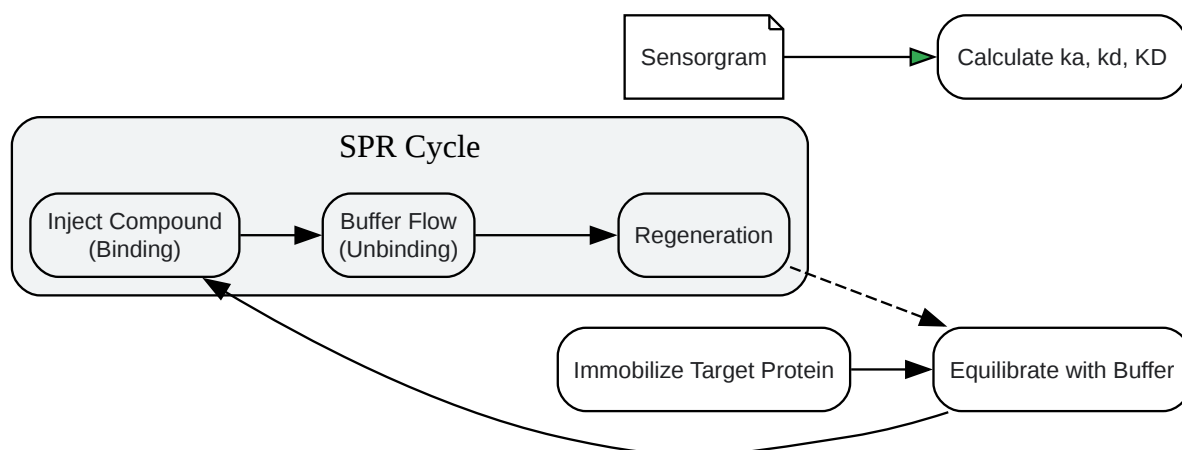 Sensorgram
Calculate ka, kd, KD
SPR Cycle
Inject Compound
(Binding)
Buffer Flow
(Unbinding)
Regeneration
Immobilize Target Protein
Equilibrate with Buffer